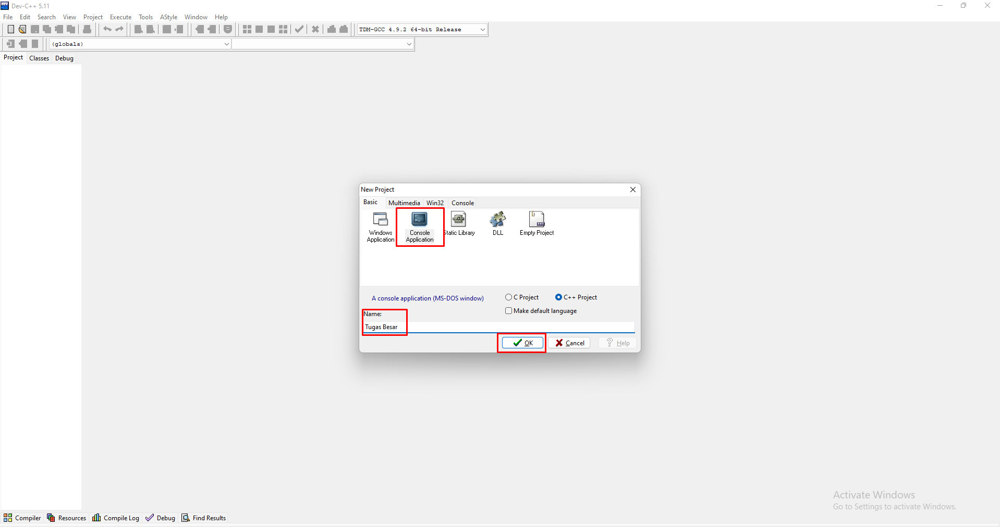 Dev-C++ 5.11
File Edit Search View Project Execute Tools AStyle Window Help
TDM-GCC 4.9.2 64-bit Release
(globals)
Project Classes Debug
New Project
Basic Multimedia Win32 Console
Windows Application
Console Application
Static Library
DLL
Empty Project
A console application (MS-DOS window)
C Project C++ Project
Make default language
Name:
Tugas Besar
OK Cancel Help
Activate Windows
Go to Settings to activate Windows.
Compiler Resources Compile Log Debug Find Results